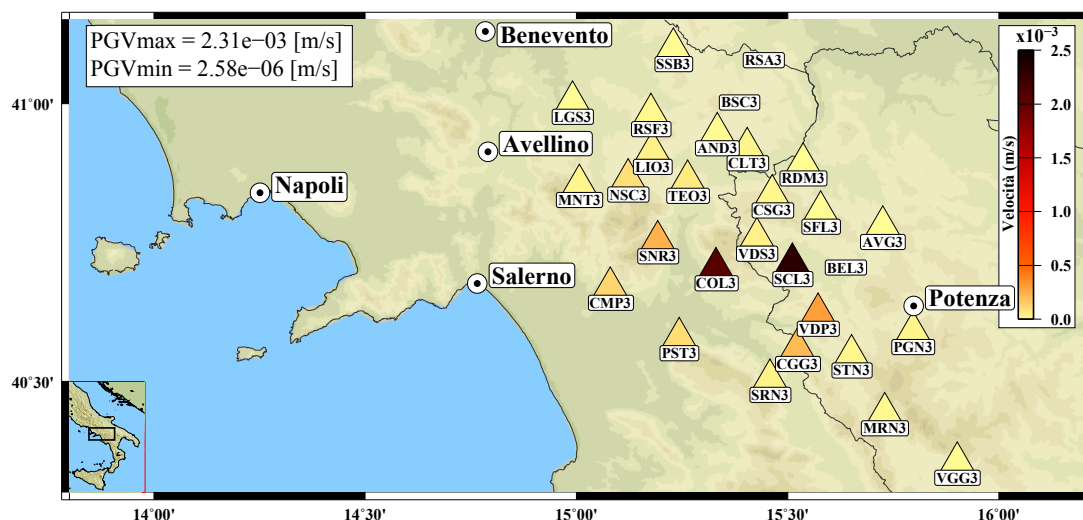 PGVmax = 2.31e−03 [m/s]
PGVmin = 2.58e−06 [m/s]
Benevento
Avellino
Napoli
Salerno
Potenza
SSB3
RSA3
LGS3
RSF3
BSC3
AND3
CLT3
LIO3
RDM3
MNT3
NSC3
TEO3
CSG3
SFL3
AVG3
SNR3
VDS3
COL3
SCL3
BEL3
CMP3
VDP3
PST3
CGG3
STN3
PGN3
SRN3
MRN3
VGG3
×10⁻³
2.5
2.0
1.5
1.0
0.5
0.0
Velocità (m/s)
41°00'
40°30'
14°00'
14°30'
15°00'
15°30'
16°00'